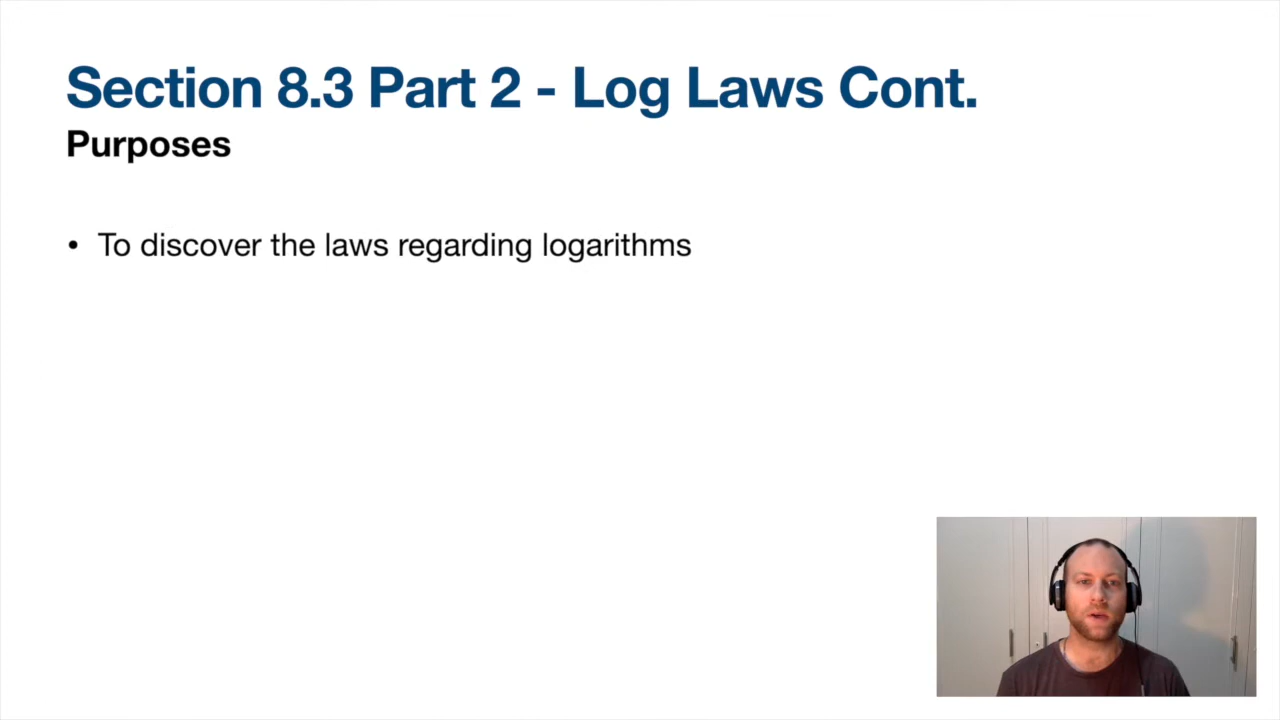 Section 8.3 Part 2 - Log Laws Cont.
Purposes
• To discover the laws regarding logarithms